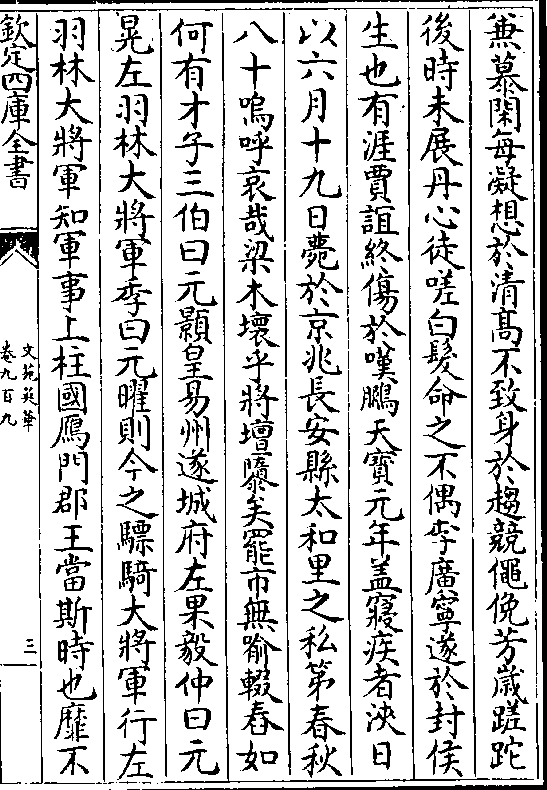 兼慕閑每凝想於清髙不致身於趨競僶俛芳嵗蹉跎
後時未展丹心徒嗟白髮命之不偶李廣寧遂於封侯
生也有涯賈誼終傷於嘆鵩天寳元年盖寢疾者浹日
以六月十九日薨於京兆長安縣太和里之私第春秋
八十嗚呼哀哉梁木壞乎將壇隳矣罷市無喻輟舂如
何有才子三伯曰元顥皇易州遂城府左果毅仲曰元
晃左羽林大將軍季曰元曜則今之驃騎大將軍行左
羽林大將軍知軍事上柱國鴈門郡王當斯時也靡不
欽定四庫全書
文苑英華
卷九百九
三